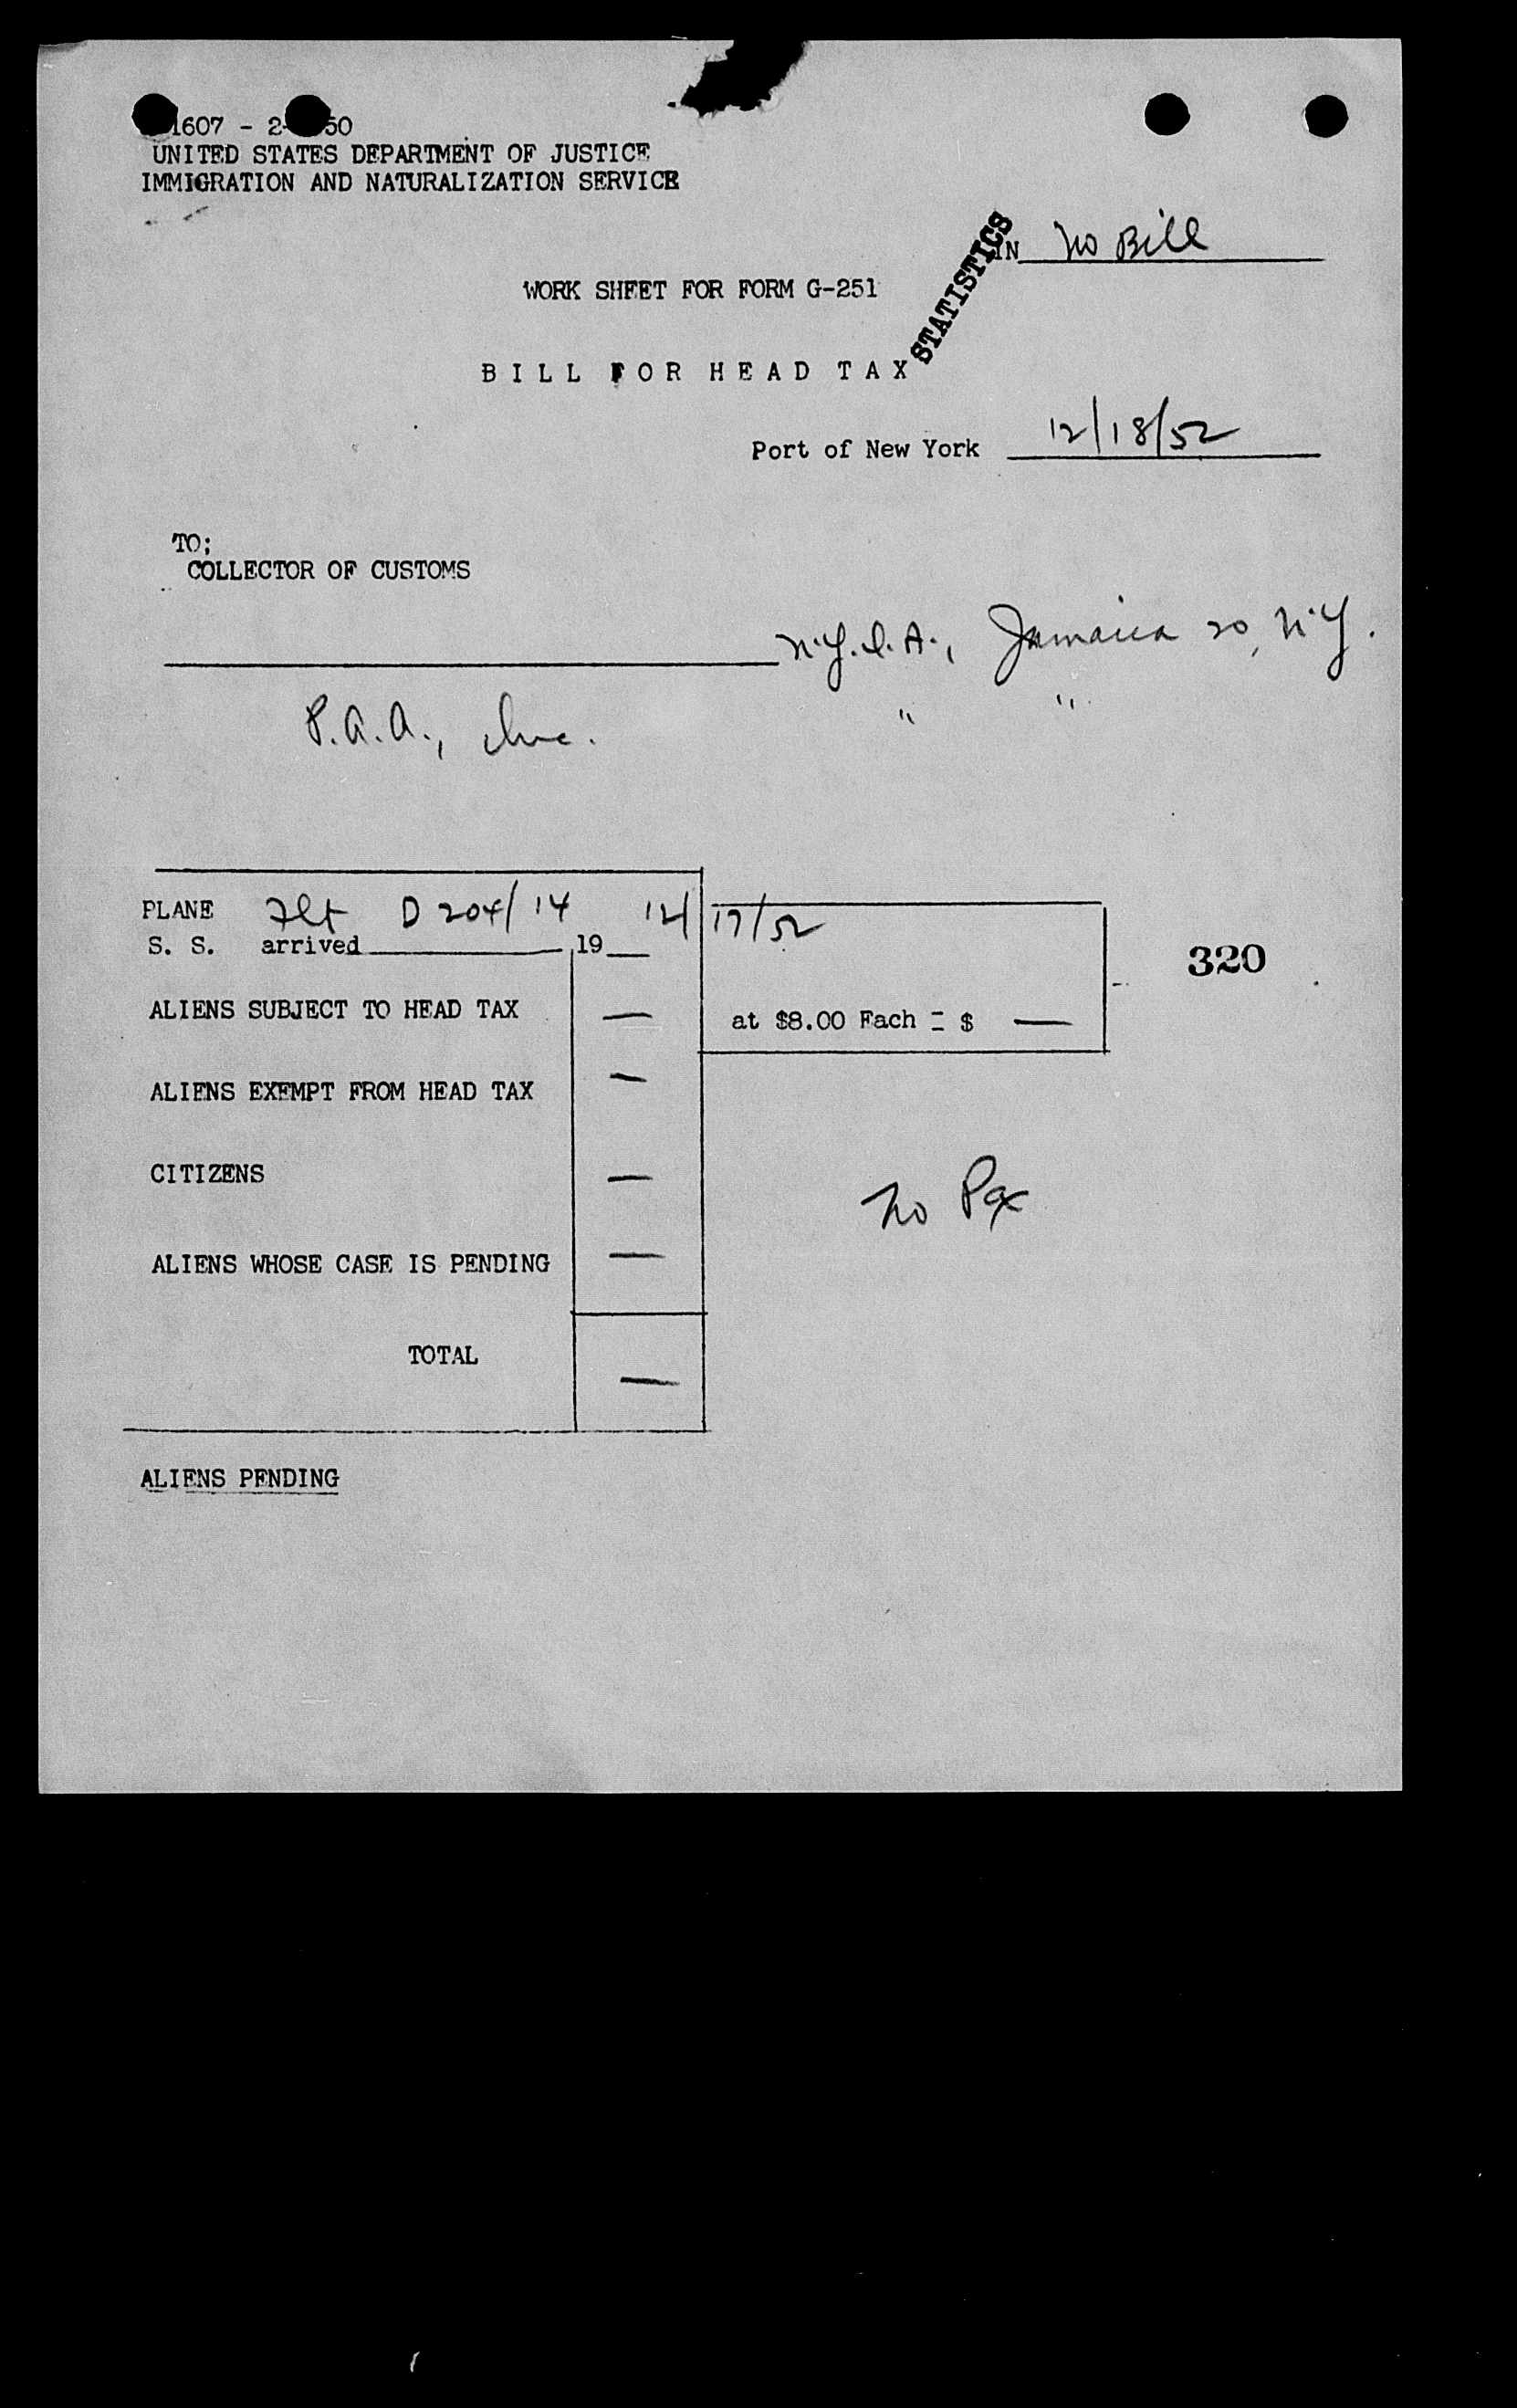 1607 - 2- 50
UNITED STATES DEPARTMENT OF JUSTICE
IMMIGRATION AND NATURALIZATION SERVICE
STATISTICS
IN No Bill
WORK SHEET FOR FORM G-251
BILL FOR HEAD TAX
Port of New York 12/18/52
TO;
COLLECTOR OF CUSTOMS
N.Y.I.A., Jamaica 20, N.Y.
P.A.A., Inc. " "
PLANE Flt D 204/14 12/17/52
S. S. arrived 19
320
ALIENS SUBJECT TO HEAD TAX — at $8.00 Each = $ —
ALIENS EXEMPT FROM HEAD TAX —
CITIZENS —
No Pax
ALIENS WHOSE CASE IS PENDING —
TOTAL —
ALIENS PENDING